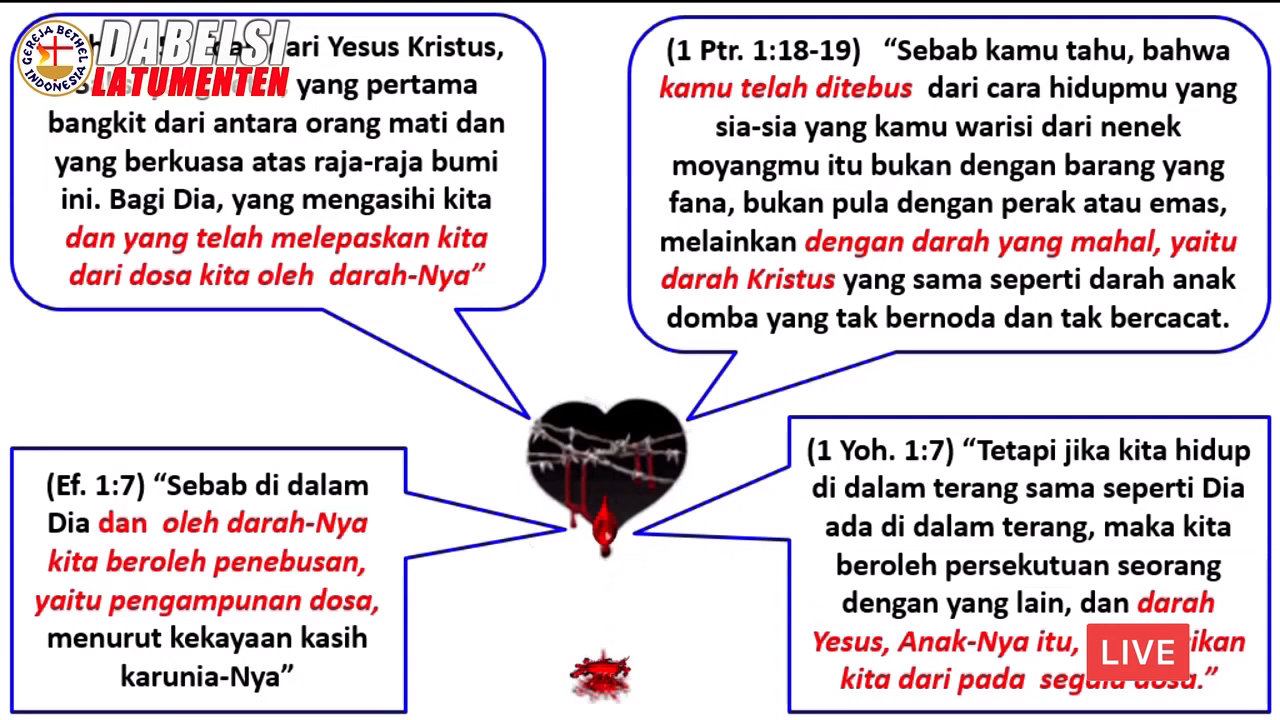 GEREJA BETHEL INDONESIA
DABELSI
LATUMENTEN
dari Yesus Kristus,
yang pertama
bangkit dari antara orang mati dan
yang berkuasa atas raja-raja bumi
ini. Bagi Dia, yang mengasihi kita
dan yang telah melepaskan kita
dari dosa kita oleh darah-Nya”
(1 Ptr. 1:18-19) “Sebab kamu tahu, bahwa
kamu telah ditebus dari cara hidupmu yang
sia-sia yang kamu warisi dari nenek
moyangmu itu bukan dengan barang yang
fana, bukan pula dengan perak atau emas,
melainkan dengan darah yang mahal, yaitu
darah Kristus yang sama seperti darah anak
domba yang tak bernoda dan tak bercacat.
(Ef. 1:7) “Sebab di dalam
Dia dan oleh darah-Nya
kita beroleh penebusan,
yaitu pengampunan dosa,
menurut kekayaan kasih
karunia-Nya”
(1 Yoh. 1:7) “Tetapi jika kita hidup
di dalam terang sama seperti Dia
ada di dalam terang, maka kita
beroleh persekutuan seorang
dengan yang lain, dan darah
Yesus, Anak-Nya itu,
kita dari pada segala dosa.”
LIVE